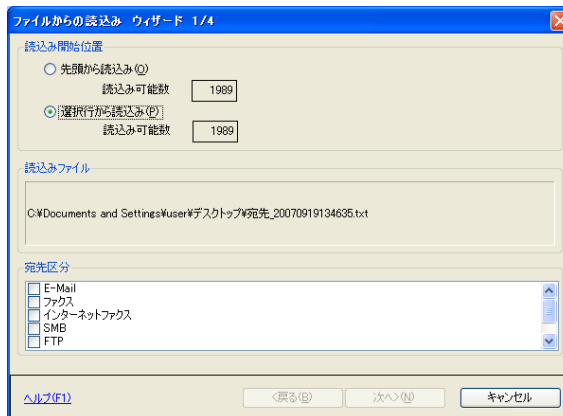 ファイルからの読込み ウィザード 1/4
読込み開始位置
先頭から読込み(O)
読込み可能数 1989
選択行から読込み(P)
読込み可能数 1989
読込みファイル
C:¥Documents and Settings¥user¥デスクトップ¥宛先_20070919134635.txt
宛先区分
E-Mail
ファクス
インターネットファクス
SMB
FTP
ヘルプ(F1) <戻る(B) 次へ>(N) キャンセル